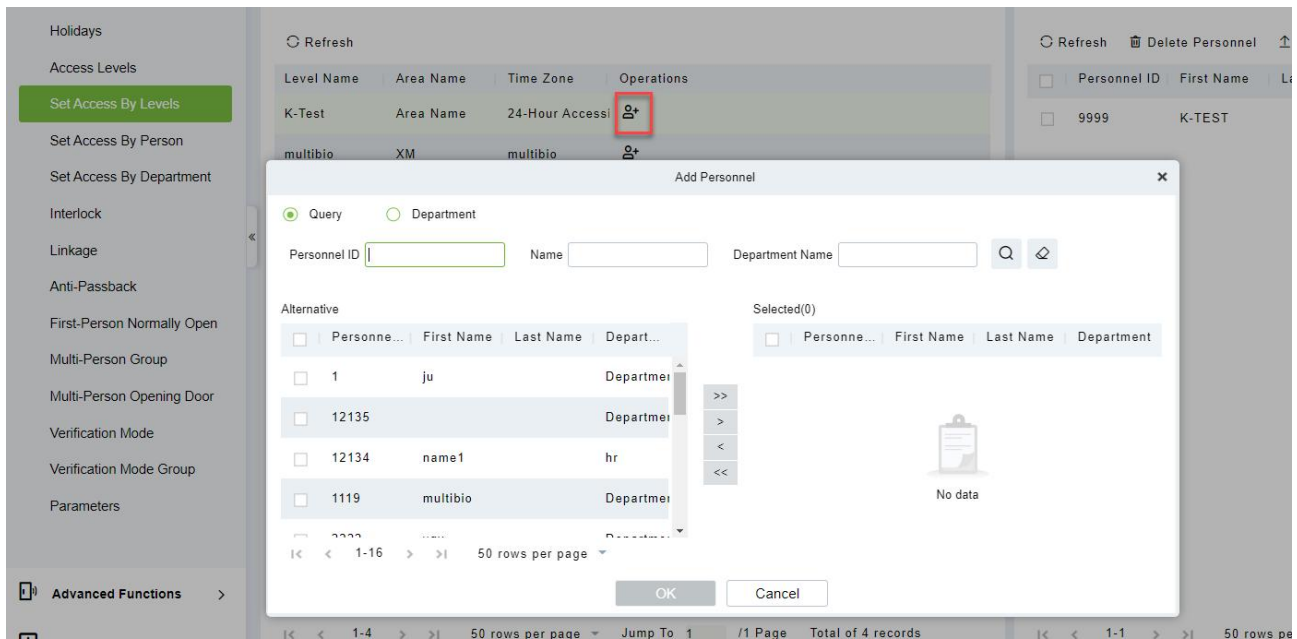 Holidays
Access Levels
Set Access By Levels
Set Access By Person
Set Access By Department
Interlock
Linkage
Anti-Passback
First-Person Normally Open
Multi-Person Group
Multi-Person Opening Door
Verification Mode
Verification Mode Group
Parameters
Advanced Functions >
Refresh
Level Name Area Name Time Zone Operations
K-Test Area Name 24-Hour Accessi
multibio XM multibio
Refresh Delete Personnel
Personnel ID First Name La
9999 K-TEST
Add Personnel ×
Query Department
Personnel ID Name Department Name
Alternative
Personne... First Name Last Name Depart...
1 ju Departmen
12135 Departmen
12134 name1 hr
1119 multibio Departmen
|< < 1-16 > >| 50 rows per page
>>
>
<
<<
Selected(0)
Personne... First Name Last Name Department
No data
OK Cancel
|< < 1-4 > >| 50 rows per page Jump To 1 /1 Page Total of 4 records
|< < 1-1 > >| 50 rows pe